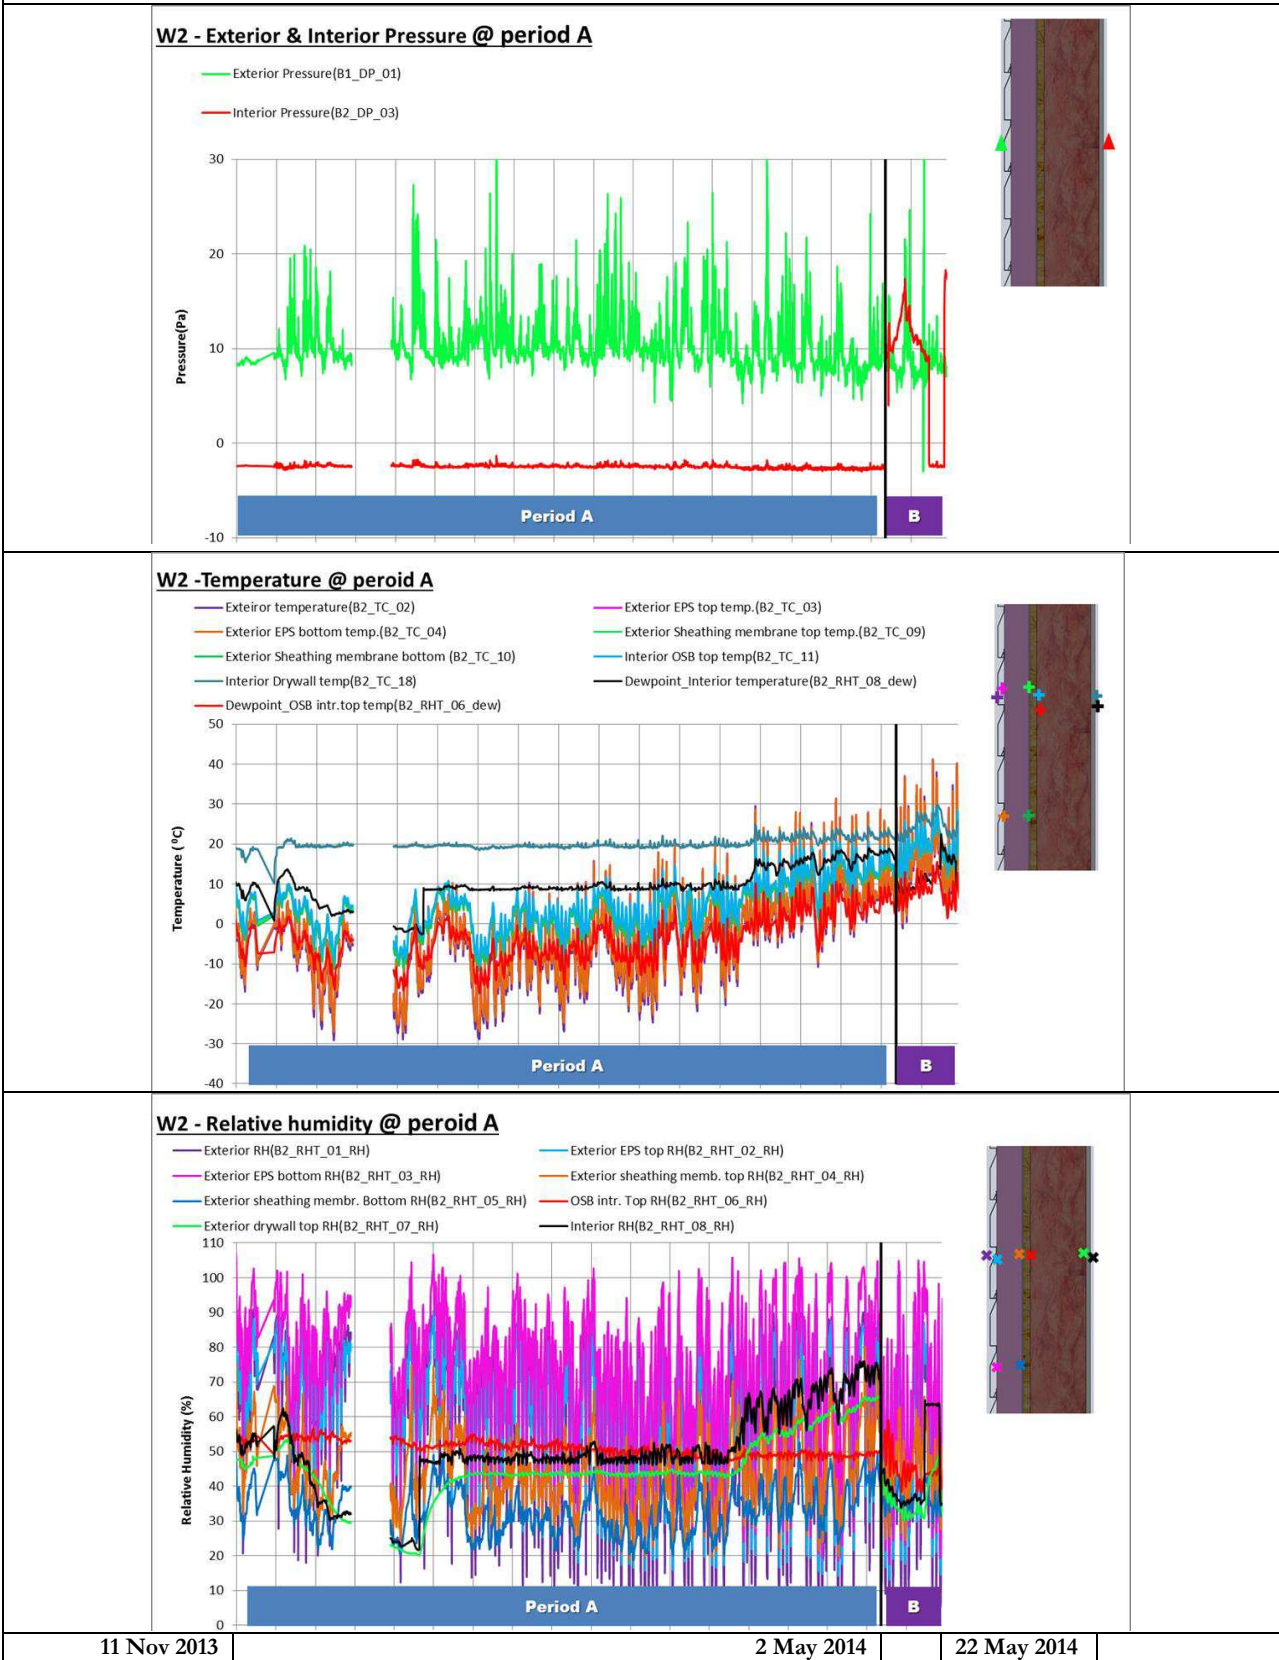 W2 - Exterior & Interior Pressure @ period A
Exterior Pressure(B1_DP_01)
Interior Pressure(B2_DP_03)
30
20
10
0
-10
Pressure(Pa)
Period A
B
W2 -Temperature @ peroid A
Exteiror temperature(B2_TC_02)
Exterior EPS top temp.(B2_TC_03)
Exterior EPS bottom temp.(B2_TC_04)
Exterior Sheathing membrane top temp.(B2_TC_09)
Exterior Sheathing membrane bottom (B2_TC_10)
Interior OSB top temp(B2_TC_11)
Interior Drywall temp(B2_TC_18)
Dewpoint_Interior temperature(B2_RHT_08_dew)
Dewpoint_OSB intr.top temp(B2_RHT_06_dew)
50
40
30
20
10
0
-10
-20
-30
-40
Temperature ( ⁰C)
Period A
B
W2 - Relative humidity @ peroid A
Exterior RH(B2_RHT_01_RH)
Exterior EPS top RH(B2_RHT_02_RH)
Exterior EPS bottom RH(B2_RHT_03_RH)
Exterior sheathing memb. top RH(B2_RHT_04_RH)
Exterior sheathing membr. Bottom RH(B2_RHT_05_RH)
OSB intr. Top RH(B2_RHT_06_RH)
Exterior drywall top RH(B2_RHT_07_RH)
Interior RH(B2_RHT_08_RH)
110
100
90
80
70
60
50
40
30
20
10
0
Relative Humidity (%)
Period A
B
11 Nov 2013
2 May 2014
22 May 2014